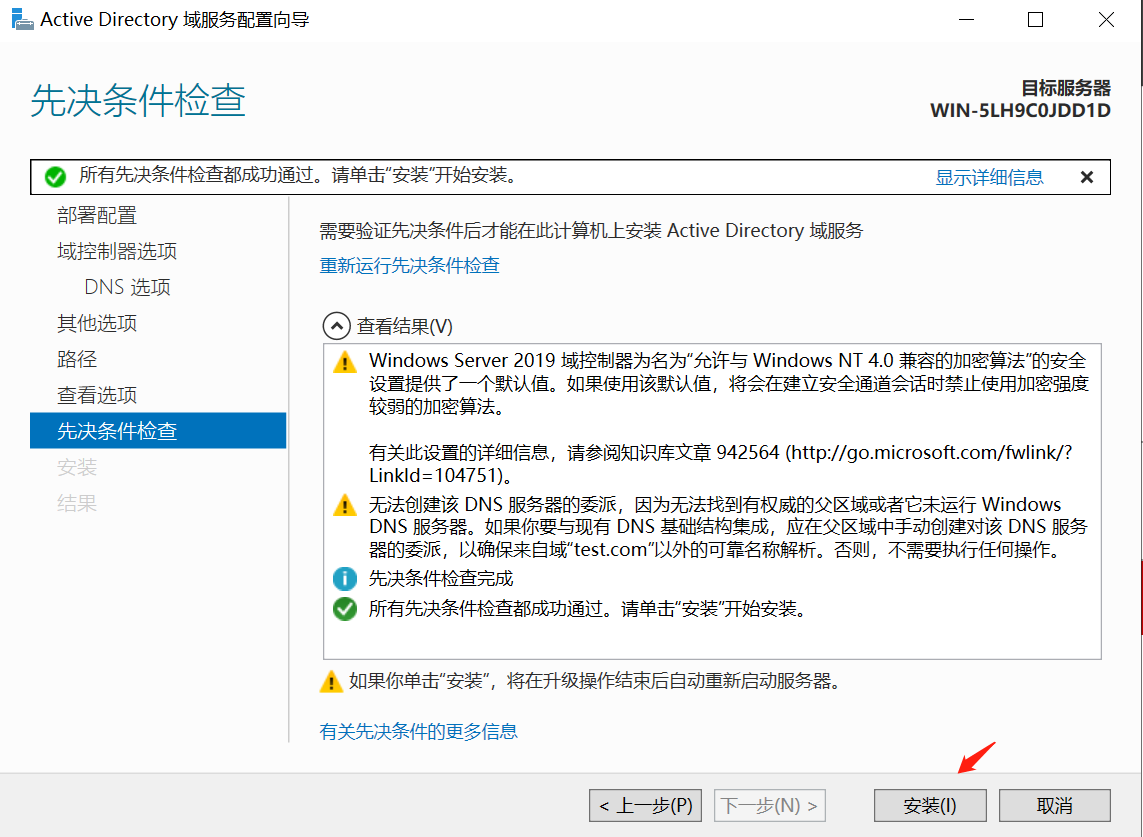 Active Directory 域服务配置向导
先决条件检查
目标服务器
WIN-5LH9C0JDD1D
所有先决条件检查都成功通过。请单击“安装”开始安装。
显示详细信息
部署配置
域控制器选项
DNS 选项
其他选项
路径
查看选项
先决条件检查
安装
结果
需要验证先决条件后才能在此计算机上安装 Active Directory 域服务
重新运行先决条件检查
查看结果(V)
Windows Server 2019 域控制器为名为“允许与 Windows NT 4.0 兼容的加密算法”的安全
设置提供了一个默认值。如果使用该默认值，将会在建立安全通道会话时禁止使用加密强度
较弱的加密算法。
有关此设置的详细信息，请参阅知识库文章 942564 (http://go.microsoft.com/fwlink/?
LinkId=104751)。
无法创建该 DNS 服务器的委派，因为无法找到有权威的父区域或者它未运行 Windows
DNS 服务器。如果你要与现有 DNS 基础结构集成，应在父区域中手动创建对该 DNS 服务
器的委派，以确保来自域“test.com”以外的可靠名称解析。否则，不需要执行任何操作。
先决条件检查完成
所有先决条件检查都成功通过。请单击“安装”开始安装。
如果你单击“安装”，将在升级操作结束后自动重新启动服务器。
有关先决条件的更多信息
< 上一步(P)
下一步(N) >
安装(I)
取消